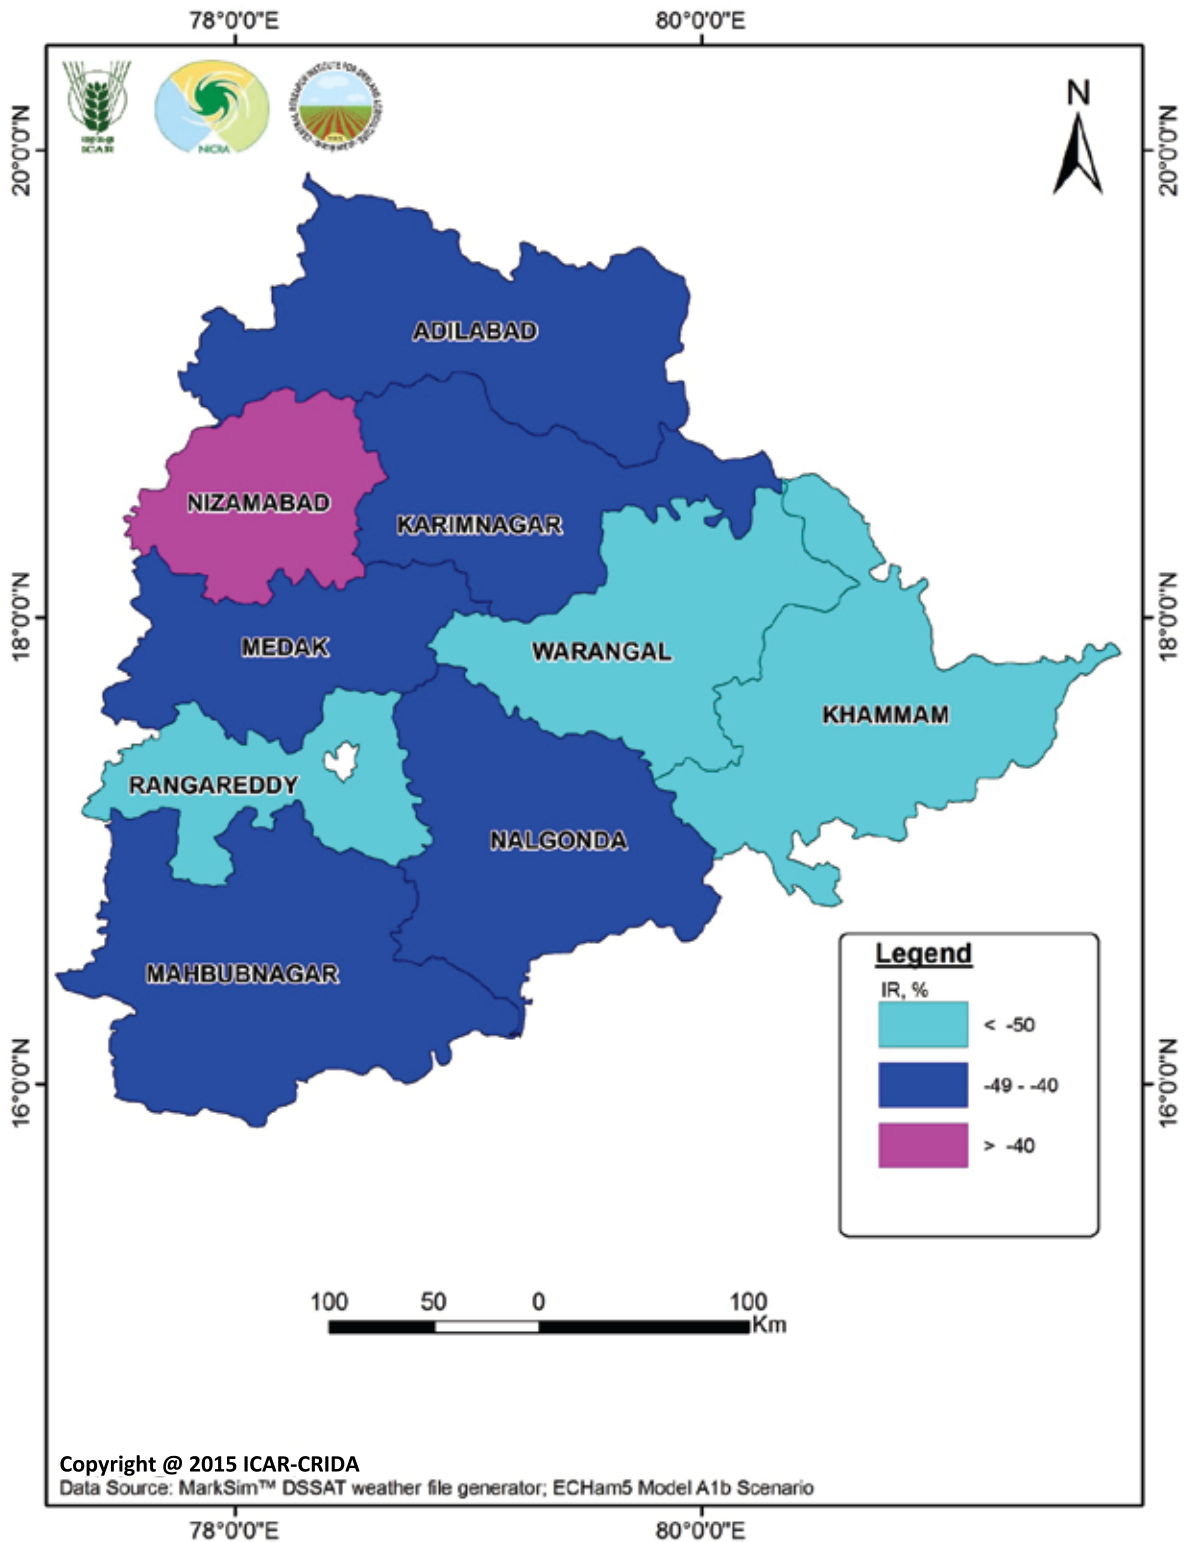 78°0'0"E 80°0'0"E
20°0'0"N
20°0'0"N
ICAR
NICRA
N
ADILABAD
NIZAMABAD
KARIMNAGAR
18°0'0"N
18°0'0"N
MEDAK
WARANGAL
KHAMMAM
RANGAREDDY
NALGONDA
MAHBUBNAGAR
Legend
IR, %
< -50
-49 - -40
> -40
16°0'0"N
16°0'0"N
100 50 0 100
Km
Copyright @ 2015 ICAR-CRIDA
Data Source: MarkSim™ DSSAT weather file generator; ECHam5 Model A1b Scenario
78°0'0"E 80°0'0"E